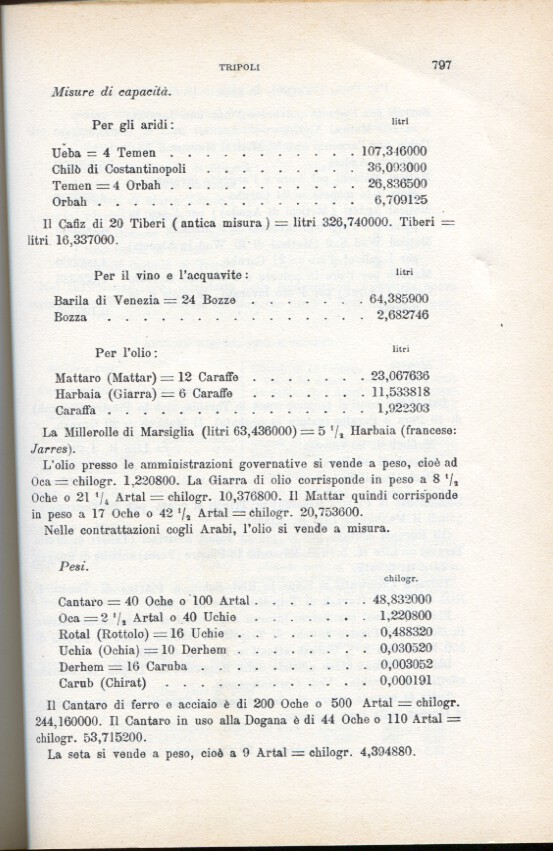 TRIPOLI 797
Misure di capacità.
Per gli aridi: litri
Ueba = 4 Temen . . . . . . . . . . 107,346000
Chilò di Costantinopoli . . . . . . . . 36,093000
Temen = 4 Orbah . . . . . . . . . . 26,836500
Orbah . . . . . . . . . . . . . 6,709125
Il Cafiz di 20 Tiberi (antica misura) = litri 326,740000. Tiberi =
litri 16,337000.
Per il vino e l'acquavite: litri
Barila di Venezia = 24 Bozze . . . . . . . 64,385900
Bozza . . . . . . . . . . . . . 2,682746
Per l'olio: litri
Mattaro (Mattar) = 12 Caraffe . . . . . . . 23,067636
Harbaia (Giarra) = 6 Caraffe . . . . . . . 11,533818
Caraffa . . . . . . . . . . . . . 1,922303
La Millerolle di Marsiglia (litri 63,436000) = 5 1/2 Harbaia (francese:
Jarres).
L'olio presso le amministrazioni governative si vende a peso, cioè ad
Oca = chilogr. 1,220800. La Giarra di olio corrisponde in peso a 8 1/2
Oche o 21 1/4 Artal = chilogr. 10,376800. Il Mattar quindi corrisponde
in peso a 17 Oche o 42 1/2 Artal = chilogr. 20,753600.
Nelle contrattazioni cogli Arabi, l'olio si vende a misura.
Pesi.
chilogr.
Cantaro = 40 Oche o 100 Artal . . . . . . . 48,832000
Oca = 2 1/2 Artal o 40 Uchie . . . . . . . 1,220800
Rotal (Rottolo) = 16 Uchie . . . . . . . . 0,488320
Uchia (Ochia) = 10 Derhem . . . . . . . . 0,030520
Derhem = 16 Caruba . . . . . . . . . 0,003052
Carub (Chirat) . . . . . . . . . . . 0,000191
Il Cantaro di ferro e acciaio è di 200 Oche o 500 Artal = chilogr.
244,160000. Il Cantaro in uso alla Dogana è di 44 Oche o 110 Artal =
chilogr. 53,715200.
La seta si vende a peso, cioè a 9 Artal = chilogr. 4,394880.